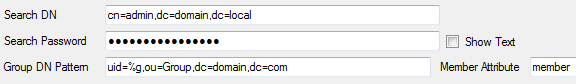 Search DN cn=admin,dc=domain,dc=local
Search Password ●●●●●●●●●●●●●●●● Show Text
Group DN Pattern uid=%g,ou=Group,dc=domain,dc=com Member Attribute member